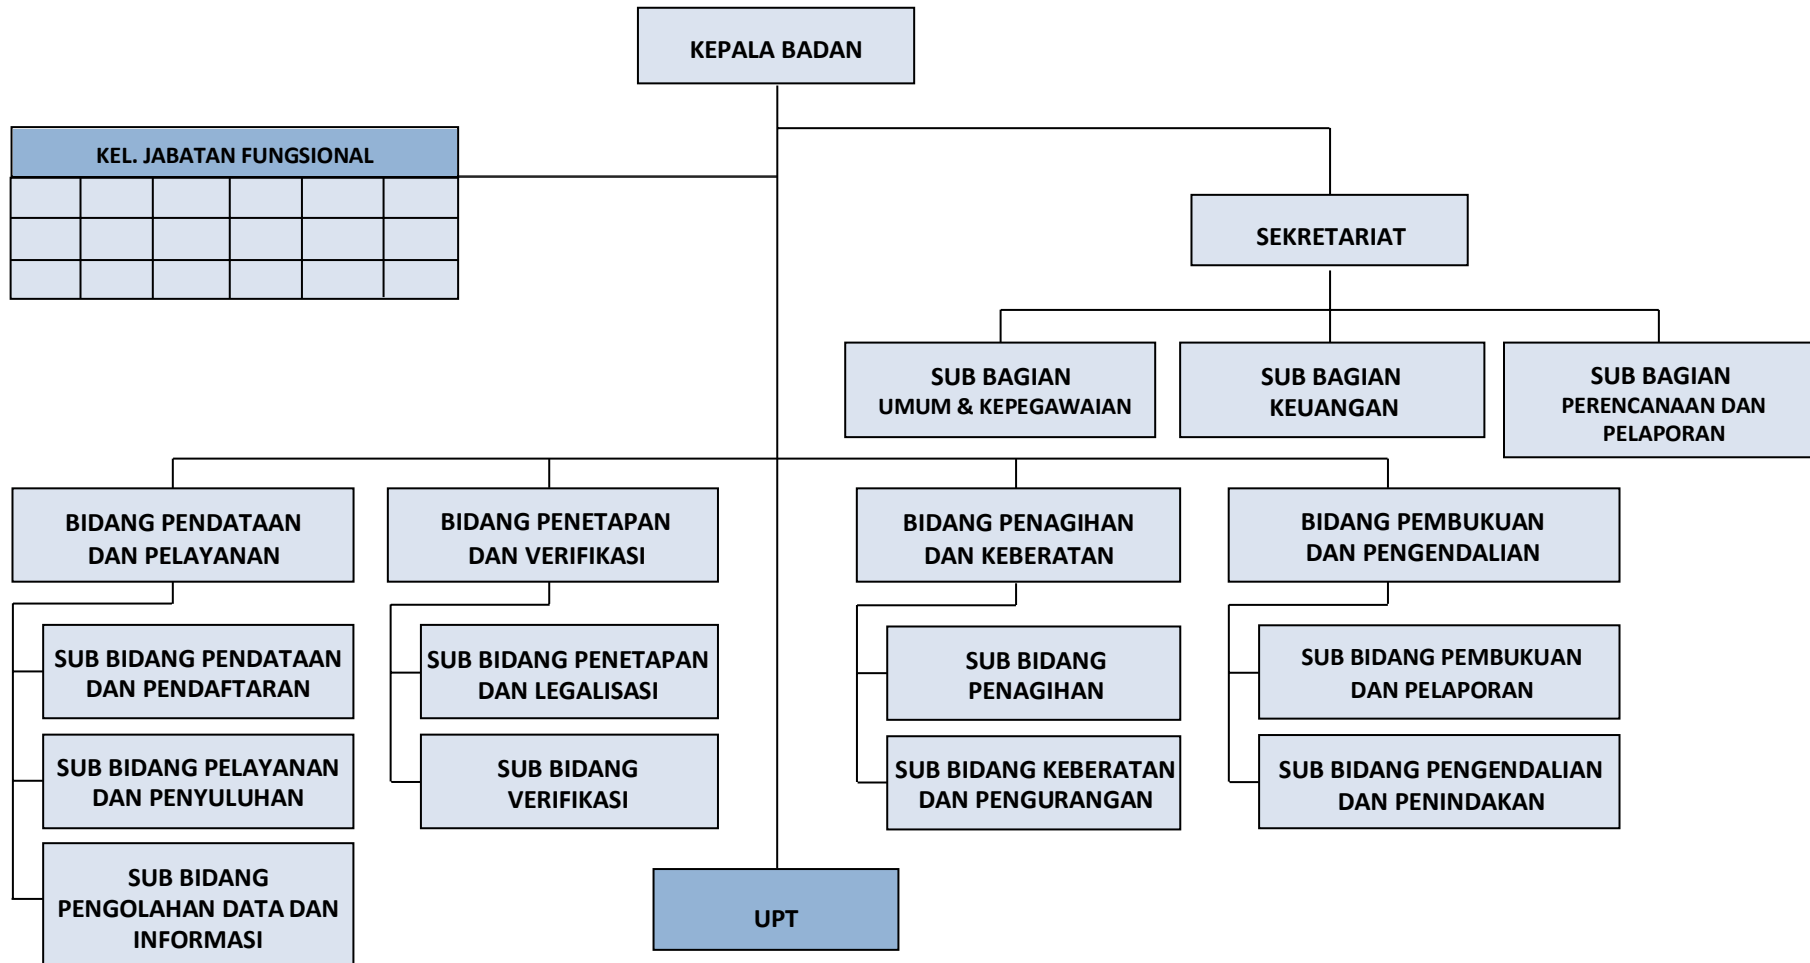 KEPALA BADAN
KEL. JABATAN FUNGSIONAL
SEKRETARIAT
SUB BAGIAN
UMUM & KEPEGAWAIAN
SUB BAGIAN
KEUANGAN
SUB BAGIAN
PERENCANAAN DAN
PELAPORAN
BIDANG PENDATAAN
DAN PELAYANAN
BIDANG PENETAPAN
DAN VERIFIKASI
BIDANG PENAGIHAN
DAN KEBERATAN
BIDANG PEMBUKUAN
DAN PENGENDALIAN
SUB BIDANG PENDATAAN
DAN PENDAFTARAN
SUB BIDANG PELAYANAN
DAN PENYULUHAN
SUB BIDANG
PENGOLAHAN DATA DAN
INFORMASI
SUB BIDANG PENETAPAN
DAN LEGALISASI
SUB BIDANG
VERIFIKASI
SUB BIDANG
PENAGIHAN
SUB BIDANG KEBERATAN
DAN PENGURANGAN
SUB BIDANG PEMBUKUAN
DAN PELAPORAN
SUB BIDANG PENGENDALIAN
DAN PENINDAKAN
UPT